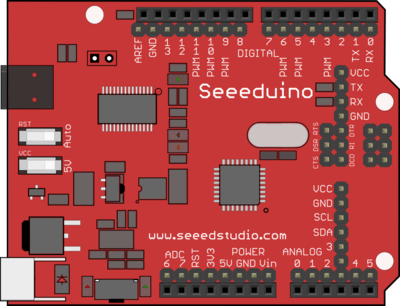 AREF GND 13 12 11 PWM 10 PWM 9 PWM 8
DIGITAL
7 6 PWM 5 PWM 4 3 PWM 2 1 TX 0 RX
Seeeduino
VCC
TX
RX
GND
RST
Auto
VCC
5V
CTS DSR RTS
DCD RI DTR
VCC
GND
SCL
SDA
3
2
www.seeedstudio.com
ADC
POWER
ANALOG
6 7 RST 3V3 5V GND Vin
0 1 2 4 5